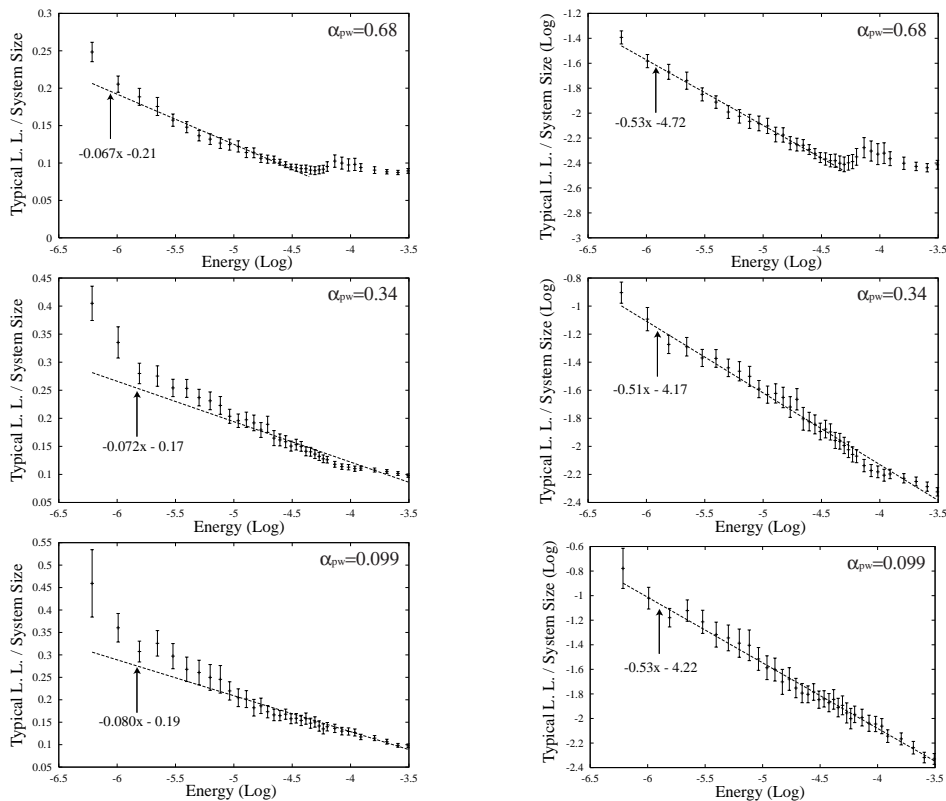 α_pw=0.68
0.3
0.25
0.2
0.15
0.1
0.05
0
Typical L. L. / System Size
-0.067x -0.21
-6.5 -6 -5.5 -5 -4.5 -4 -3.5
Energy (Log)
α_pw=0.68
-1.2
-1.4
-1.6
-1.8
-2
-2.2
-2.4
-2.6
-2.8
-3
Typical L. L. / System Size (Log)
-0.53x -4.72
-6.5 -6 -5.5 -5 -4.5 -4 -3.5
Energy (Log)
α_pw=0.34
0.45
0.4
0.35
0.3
0.25
0.2
0.15
0.1
0.05
Typical L. L. / System Size
-0.072x - 0.17
-6.5 -6 -5.5 -5 -4.5 -4 -3.5
Energy (Log)
α_pw=0.34
-0.8
-1
-1.2
-1.4
-1.6
-1.8
-2
-2.2
-2.4
Typical L. L. / System Size (Log)
-0.51x - 4.17
-6.5 -6 -5.5 -5 -4.5 -4 -3.5
Energy (Log)
α_pw=0.099
0.55
0.5
0.45
0.4
0.35
0.3
0.25
0.2
0.15
0.1
0.05
Typical L. L. / System Size
-0.080x - 0.19
-6.5 -6 -5.5 -5 -4.5 -4 -3.5
Energy (Log)
α_pw=0.099
-0.6
-0.8
-1
-1.2
-1.4
-1.6
-1.8
-2
-2.2
-2.4
Typical L. L. / System Size (Log)
-0.53x - 4.22
-6.5 -6 -5.5 -5 -4.5 -4 -3.5
Energy (Log)